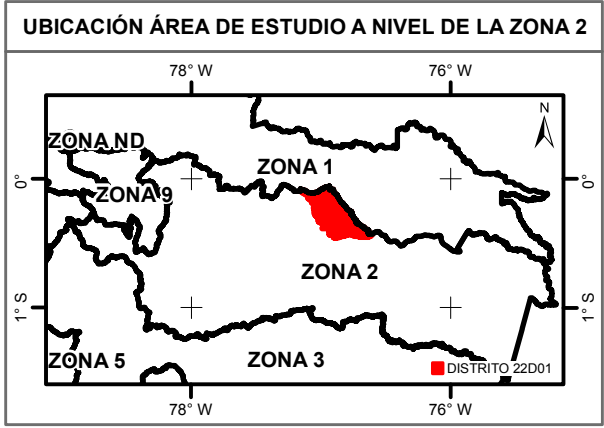 UBICACIÓN ÁREA DE ESTUDIO A NIVEL DE LA ZONA 2
78° W
76° W
N
ZONA ND
ZONA 1
0°
0°
ZONA 9
ZONA 2
1° S
1° S
ZONA 5
ZONA 3
DISTRITO 22D01
78° W
76° W